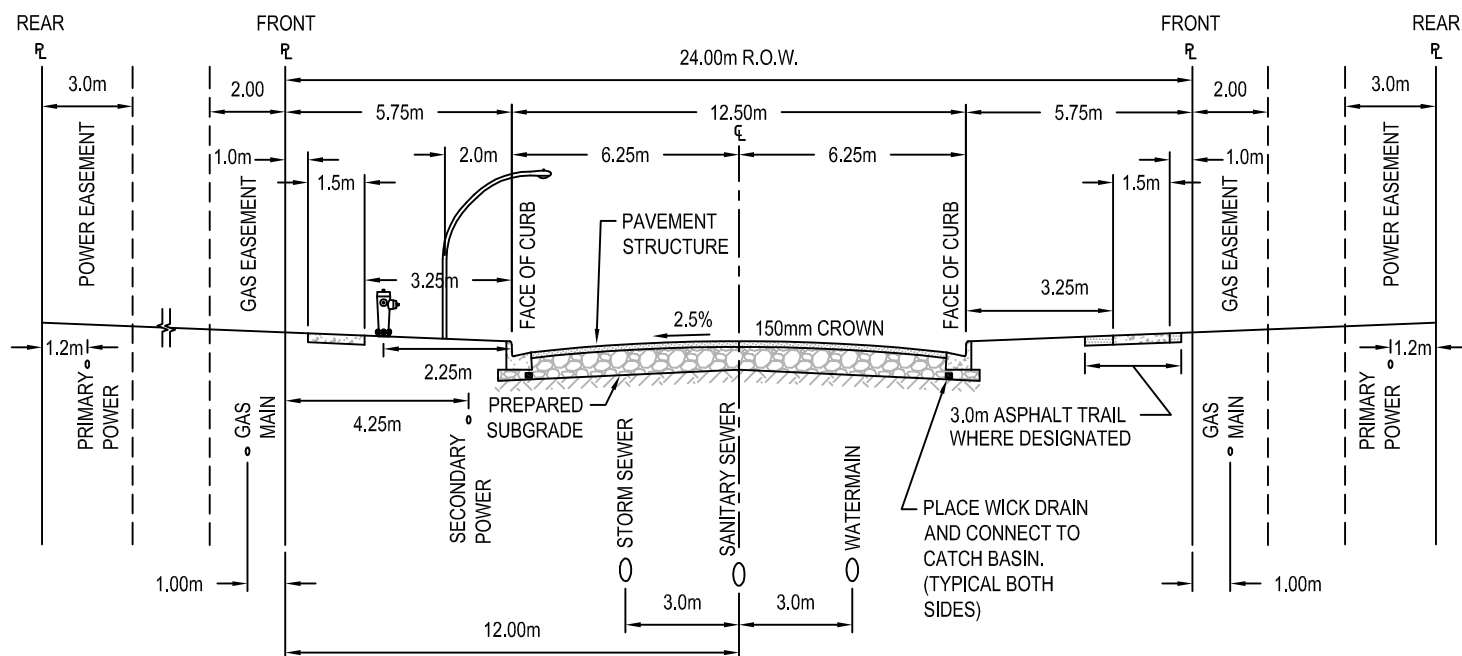 REAR
FRONT
FRONT
REAR
PL
PL
PL
PL
24.00m R.O.W.
3.0m
2.00
2.00
3.0m
5.75m
12.50m
5.75m
CL
1.0m
2.0m
6.25m
6.25m
1.0m
1.5m
1.5m
POWER EASEMENT
GAS EASEMENT
FACE OF CURB
PAVEMENT
STRUCTURE
FACE OF CURB
GAS EASEMENT
POWER EASEMENT
3.25m
3.25m
2.5%
150mm CROWN
1.2m
1.2m
2.25m
PREPARED
SUBGRADE
3.0m ASPHALT TRAIL
WHERE DESIGNATED
4.25m
PRIMARY
POWER
GAS
MAIN
SECONDARY
POWER
STORM SEWER
SANITARY SEWER
WATERMAIN
GAS
MAIN
PRIMARY
POWER
PLACE WICK DRAIN
AND CONNECT TO
CATCH BASIN.
(TYPICAL BOTH
SIDES)
1.00m
1.00m
3.0m
3.0m
12.00m